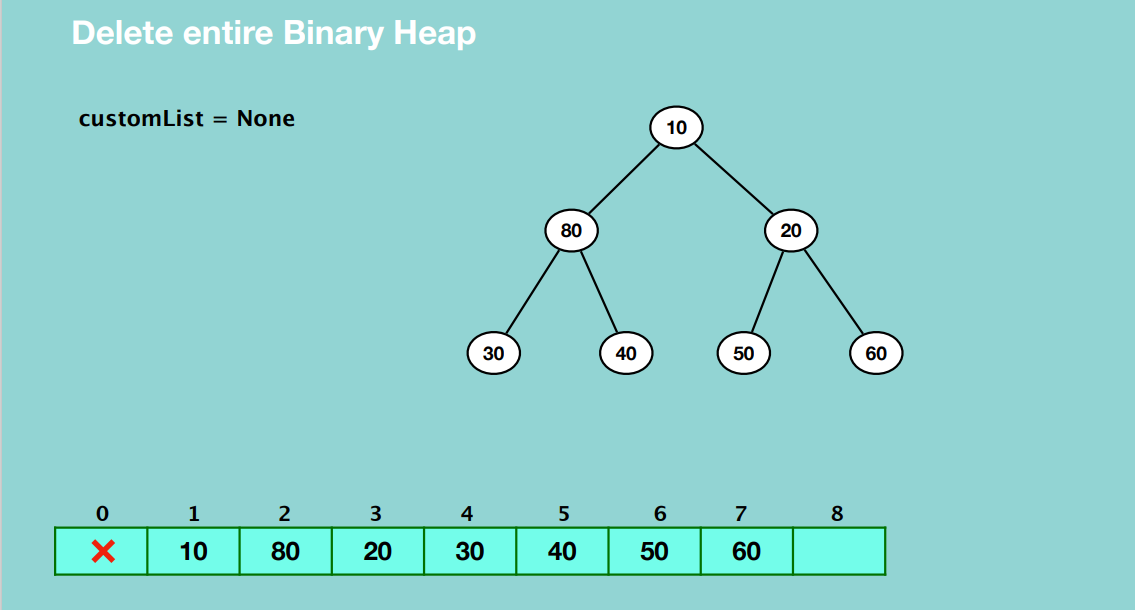 Delete entire Binary Heap
customList = None
10
80 20
30 40 50 60
0 1 2 3 4 5 6 7 8
10 80 20 30 40 50 60